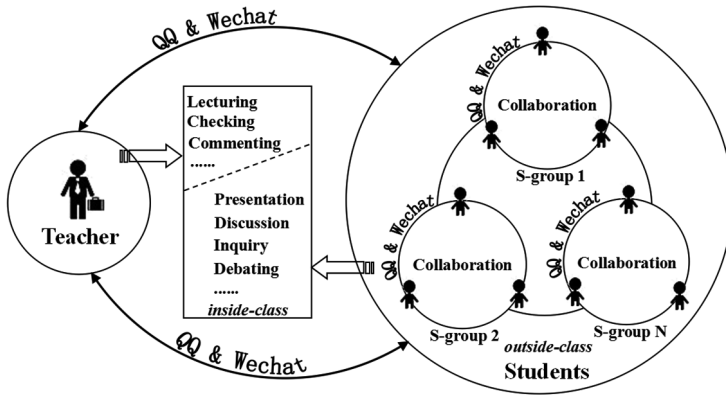 QQ & Wechat
Lecturing
Checking
Commenting
......
Presentation
Discussion
Inquiry
Debating
......
inside-class
Teacher
QQ & Wechat
QQ & Wechat
Collaboration
S-group 1
QQ & Wechat
Collaboration
S-group 2
QQ & Wechat
Collaboration
S-group N
outside-class
Students